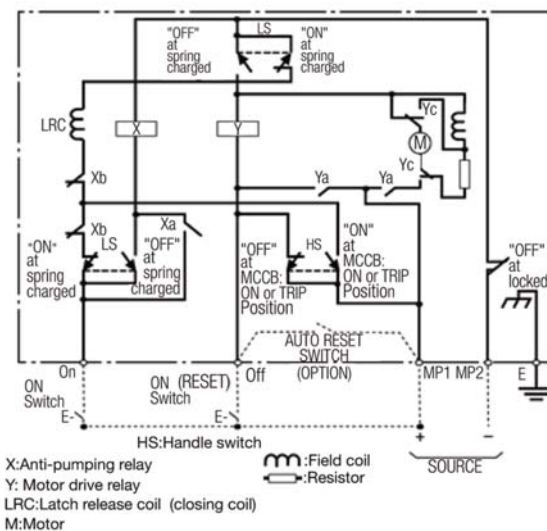 "OFF" at spring charged
LS
"ON" at spring charged
LRC
X
Y
Yc
M
Yc
Xb
Ya
Ya
Xb
Xa
"ON" at spring charged
LS
"OFF" at spring charged
"OFF" at MCCB: ON or TRIP Position
HS
"ON" at MCCB: ON or TRIP Position
"OFF" at locked
AUTO RESET SWITCH (OPTION)
On
Off
MP1 MP2
E
ON Switch
ON (RESET) Switch
E-
E-
+
−
HS:Handle switch
SOURCE
X:Anti-pumping relay
:Field coil
Y: Motor drive relay
:Resistor
LRC:Latch release coil (closing coil)
M:Motor